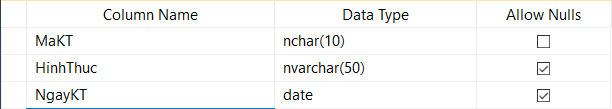 Column Name Data Type Allow Nulls
MaKT nchar(10)
HinhThuc nvarchar(50)
NgayKT date